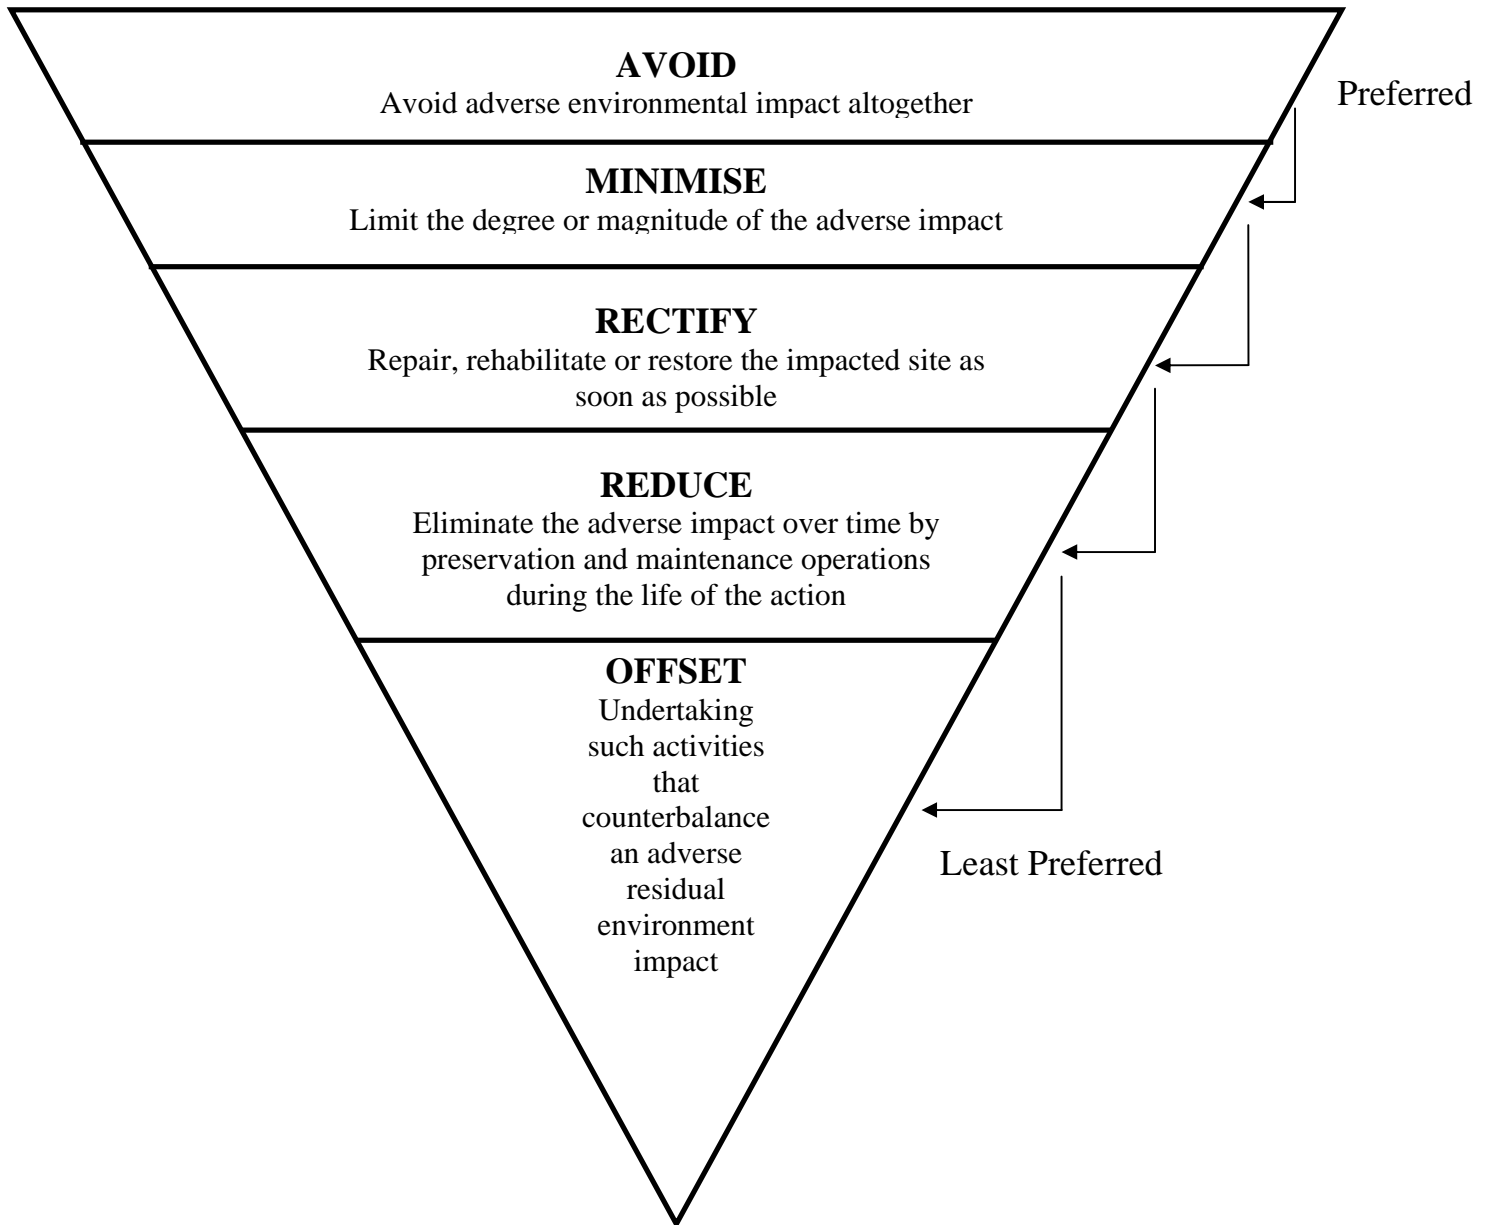 AVOID
Avoid adverse environmental impact altogether
Preferred
MINIMISE
Limit the degree or magnitude of the adverse impact
RECTIFY
Repair, rehabilitate or restore the impacted site as
soon as possible
REDUCE
Eliminate the adverse impact over time by
preservation and maintenance operations
during the life of the action
OFFSET
Undertaking
such activities
that
counterbalance
an adverse
residual
environment
impact
Least Preferred